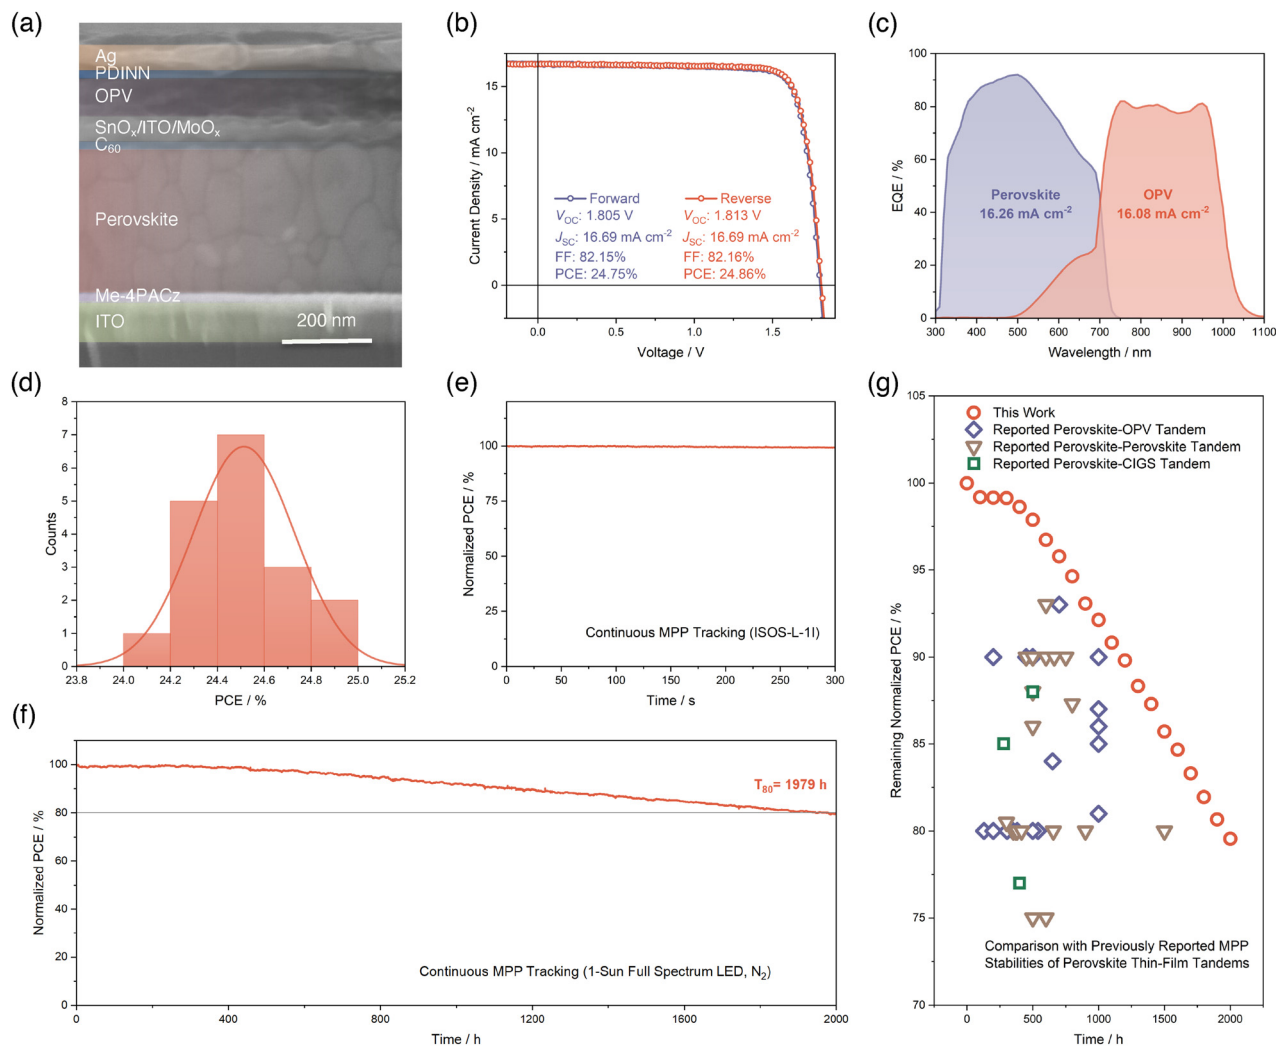 (a)
Ag
PDINN
OPV
SnOₓ/ITO/MoOₓ
C₆₀
Perovskite
Me-4PACz
ITO
200 nm
(b)
15
10
5
0
0.0 0.5 1.0 1.5
Current Density / mA cm⁻²
Voltage / V
Forward
V_OC: 1.805 V
J_SC: 16.69 mA cm⁻²
FF: 82.15%
PCE: 24.75%
Reverse
V_OC: 1.813 V
J_SC: 16.69 mA cm⁻²
FF: 82.16%
PCE: 24.86%
(c)
100
80
60
40
20
0
300 400 500 600 700 800 900 1000 1100
EQE / %
Wavelength / nm
Perovskite
16.26 mA cm⁻²
OPV
16.08 mA cm⁻²
(d)
8
7
6
5
4
3
2
1
0
23.8 24.0 24.2 24.4 24.6 24.8 25.0 25.2
Counts
PCE / %
(e)
100
75
50
25
0
0 50 100 150 200 250 300
Normalized PCE / %
Time / s
Continuous MPP Tracking (ISOS-L-1I)
(f)
100
80
60
40
20
0
0 400 800 1200 1600 2000
Normalized PCE / %
Time / h
T₈₀= 1979 h
Continuous MPP Tracking (1-Sun Full Spectrum LED, N₂)
(g)
This Work
Reported Perovskite-OPV Tandem
Reported Perovskite-Perovskite Tandem
Reported Perovskite-CIGS Tandem
105
100
95
90
85
80
75
70
0 500 1000 1500 2000
Remaining Normalized PCE / %
Time / h
Comparison with Previously Reported MPP
Stabilities of Perovskite Thin-Film Tandems